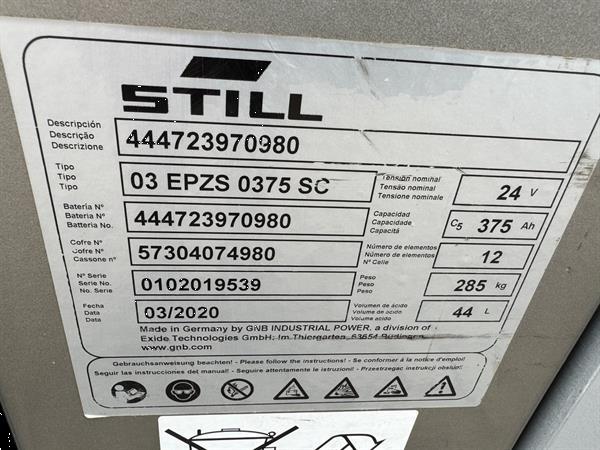 STILL
Descripción
Descrição
Descrizione
444723970980
Tipo
Tipo
Tipo
03 EPZS 0375 SC
Tensión nominal
Tensão nominal
Tensione nominale
24 V
Batería Nº
Bateria Nº
Batteria No.
444723970980
Capacidad
Capacidade
Capacità
C5 375 Ah
Cofre Nº
Cofre Nº
Cassone nº
57304074980
Número de elementos
Número de elementos
Nº Celle
12
Nº Serie
Serie No.
Serie No.
0102019539
Peso
Peso
Peso
285 kg
Fecha
Data
Data
03/2020
Volumen de ácido
Volume de ácido
Volume di acido
44 L
Made in Germany by GNB INDUSTRIAL POWER, a division of
Exide Technologies GmbH; Im Thiergarten, 63654 Büdingen
www.gnb.com
Gebrauchsanweisung beachten! - Please follow the instructions! - Se conformer à la notice d'emploi!
Seguir las instrucciones del manual! - Seguire attentamente le istruzioni! - Przestrzegac instrukcji obslugi!